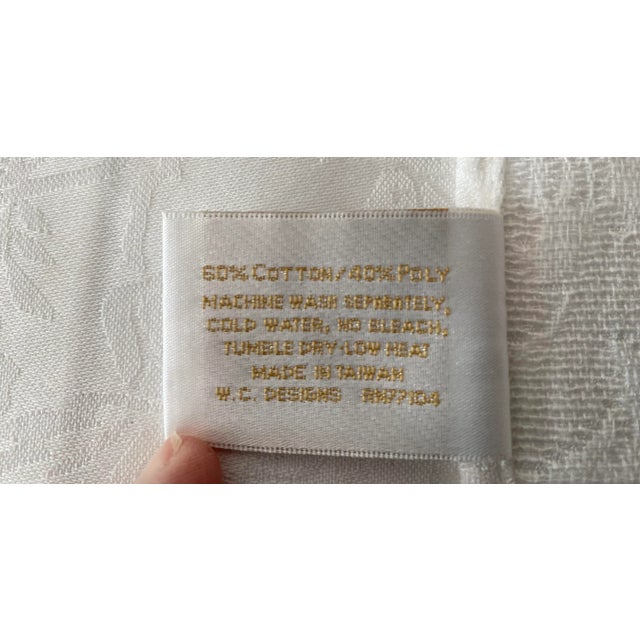 60% COTTON/40% POLY
MACHINE WASH SEPARATELY,
COLD WATER, NO BLEACH,
TUMBLE DRY-LOW HEAT
MADE IN TAIWAN
W.C. DESIGNS RN77104